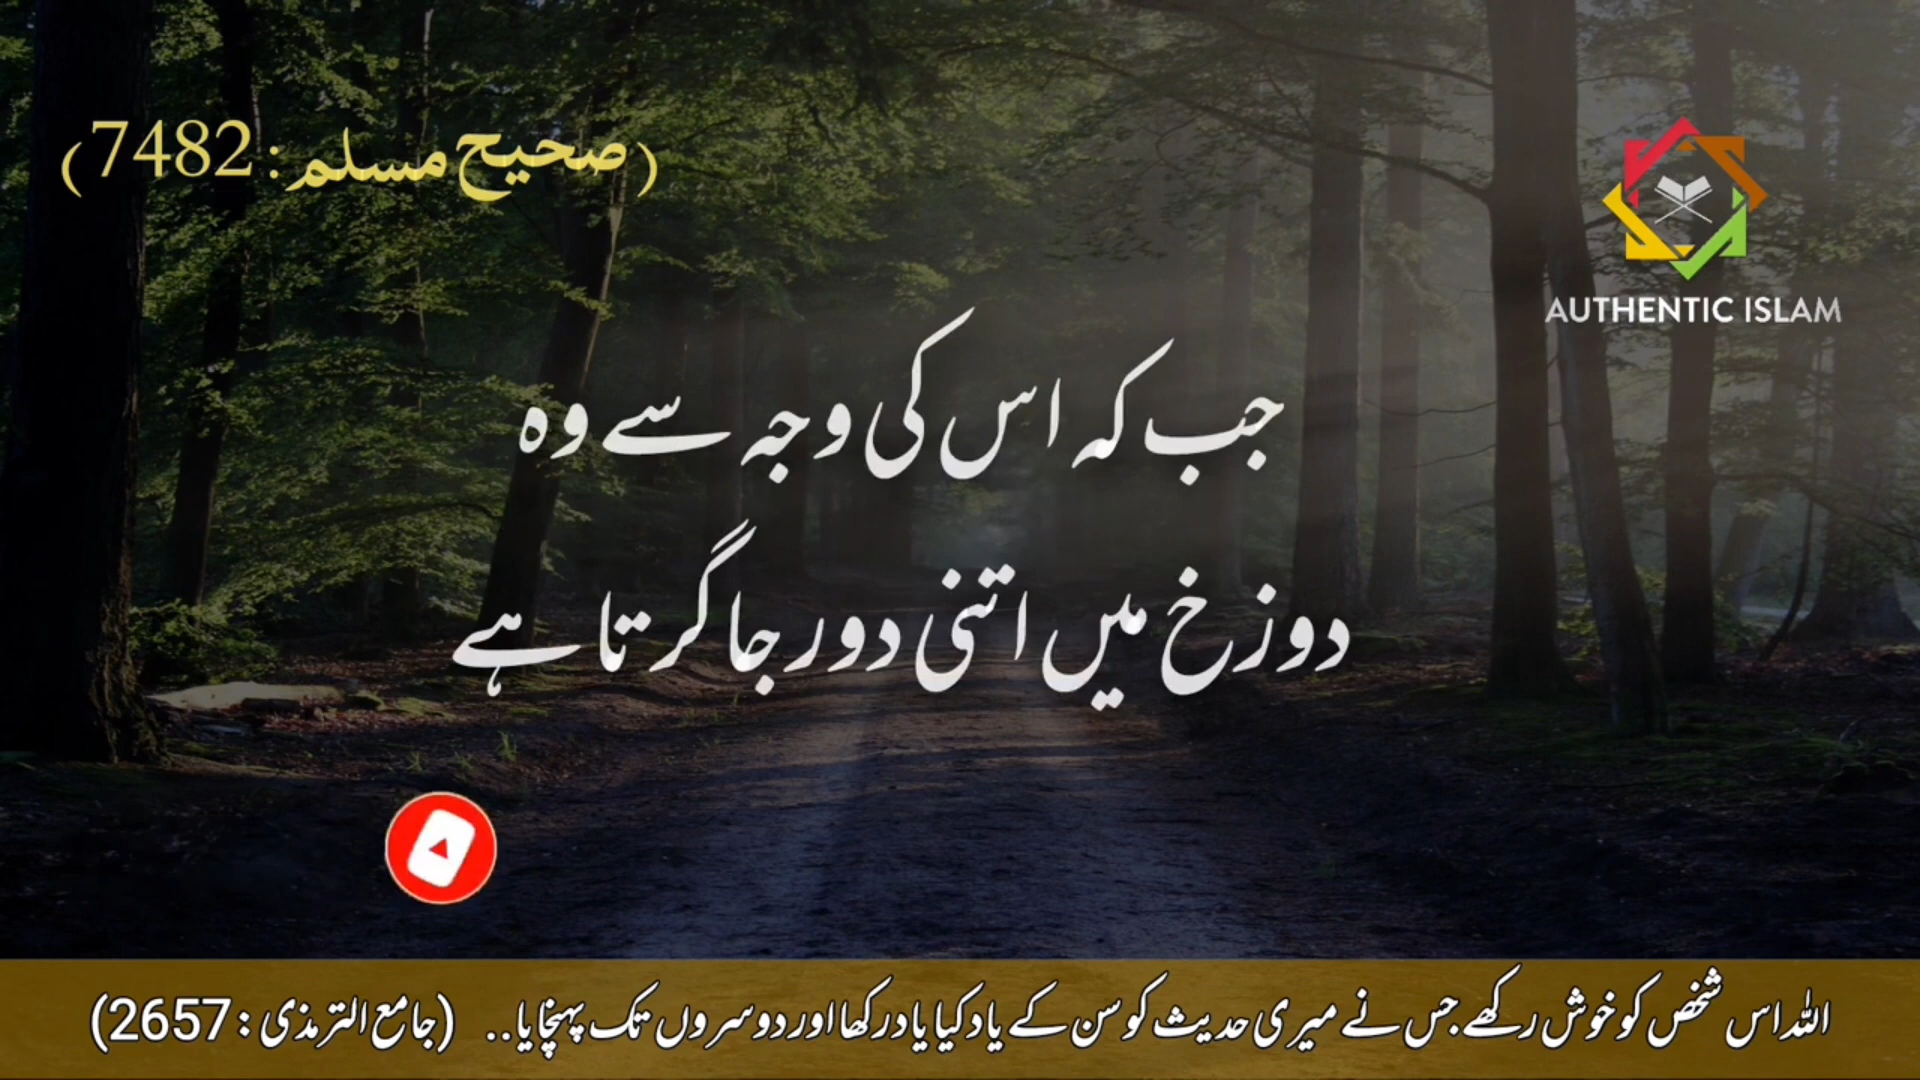 (صحیح مسلم: 7482)
AUTHENTIC ISLAM
جب کہ اس کی وجہ سے وہ
دوزخ میں اتنی دور جا گرتا ہے
اللہ اس شخص کو خوش رکھے جس نے میری حدیث کو سن کے یاد کیا یاد رکھا اور دوسروں تک پہنچایا.. (جامع الترمذی: 2657)